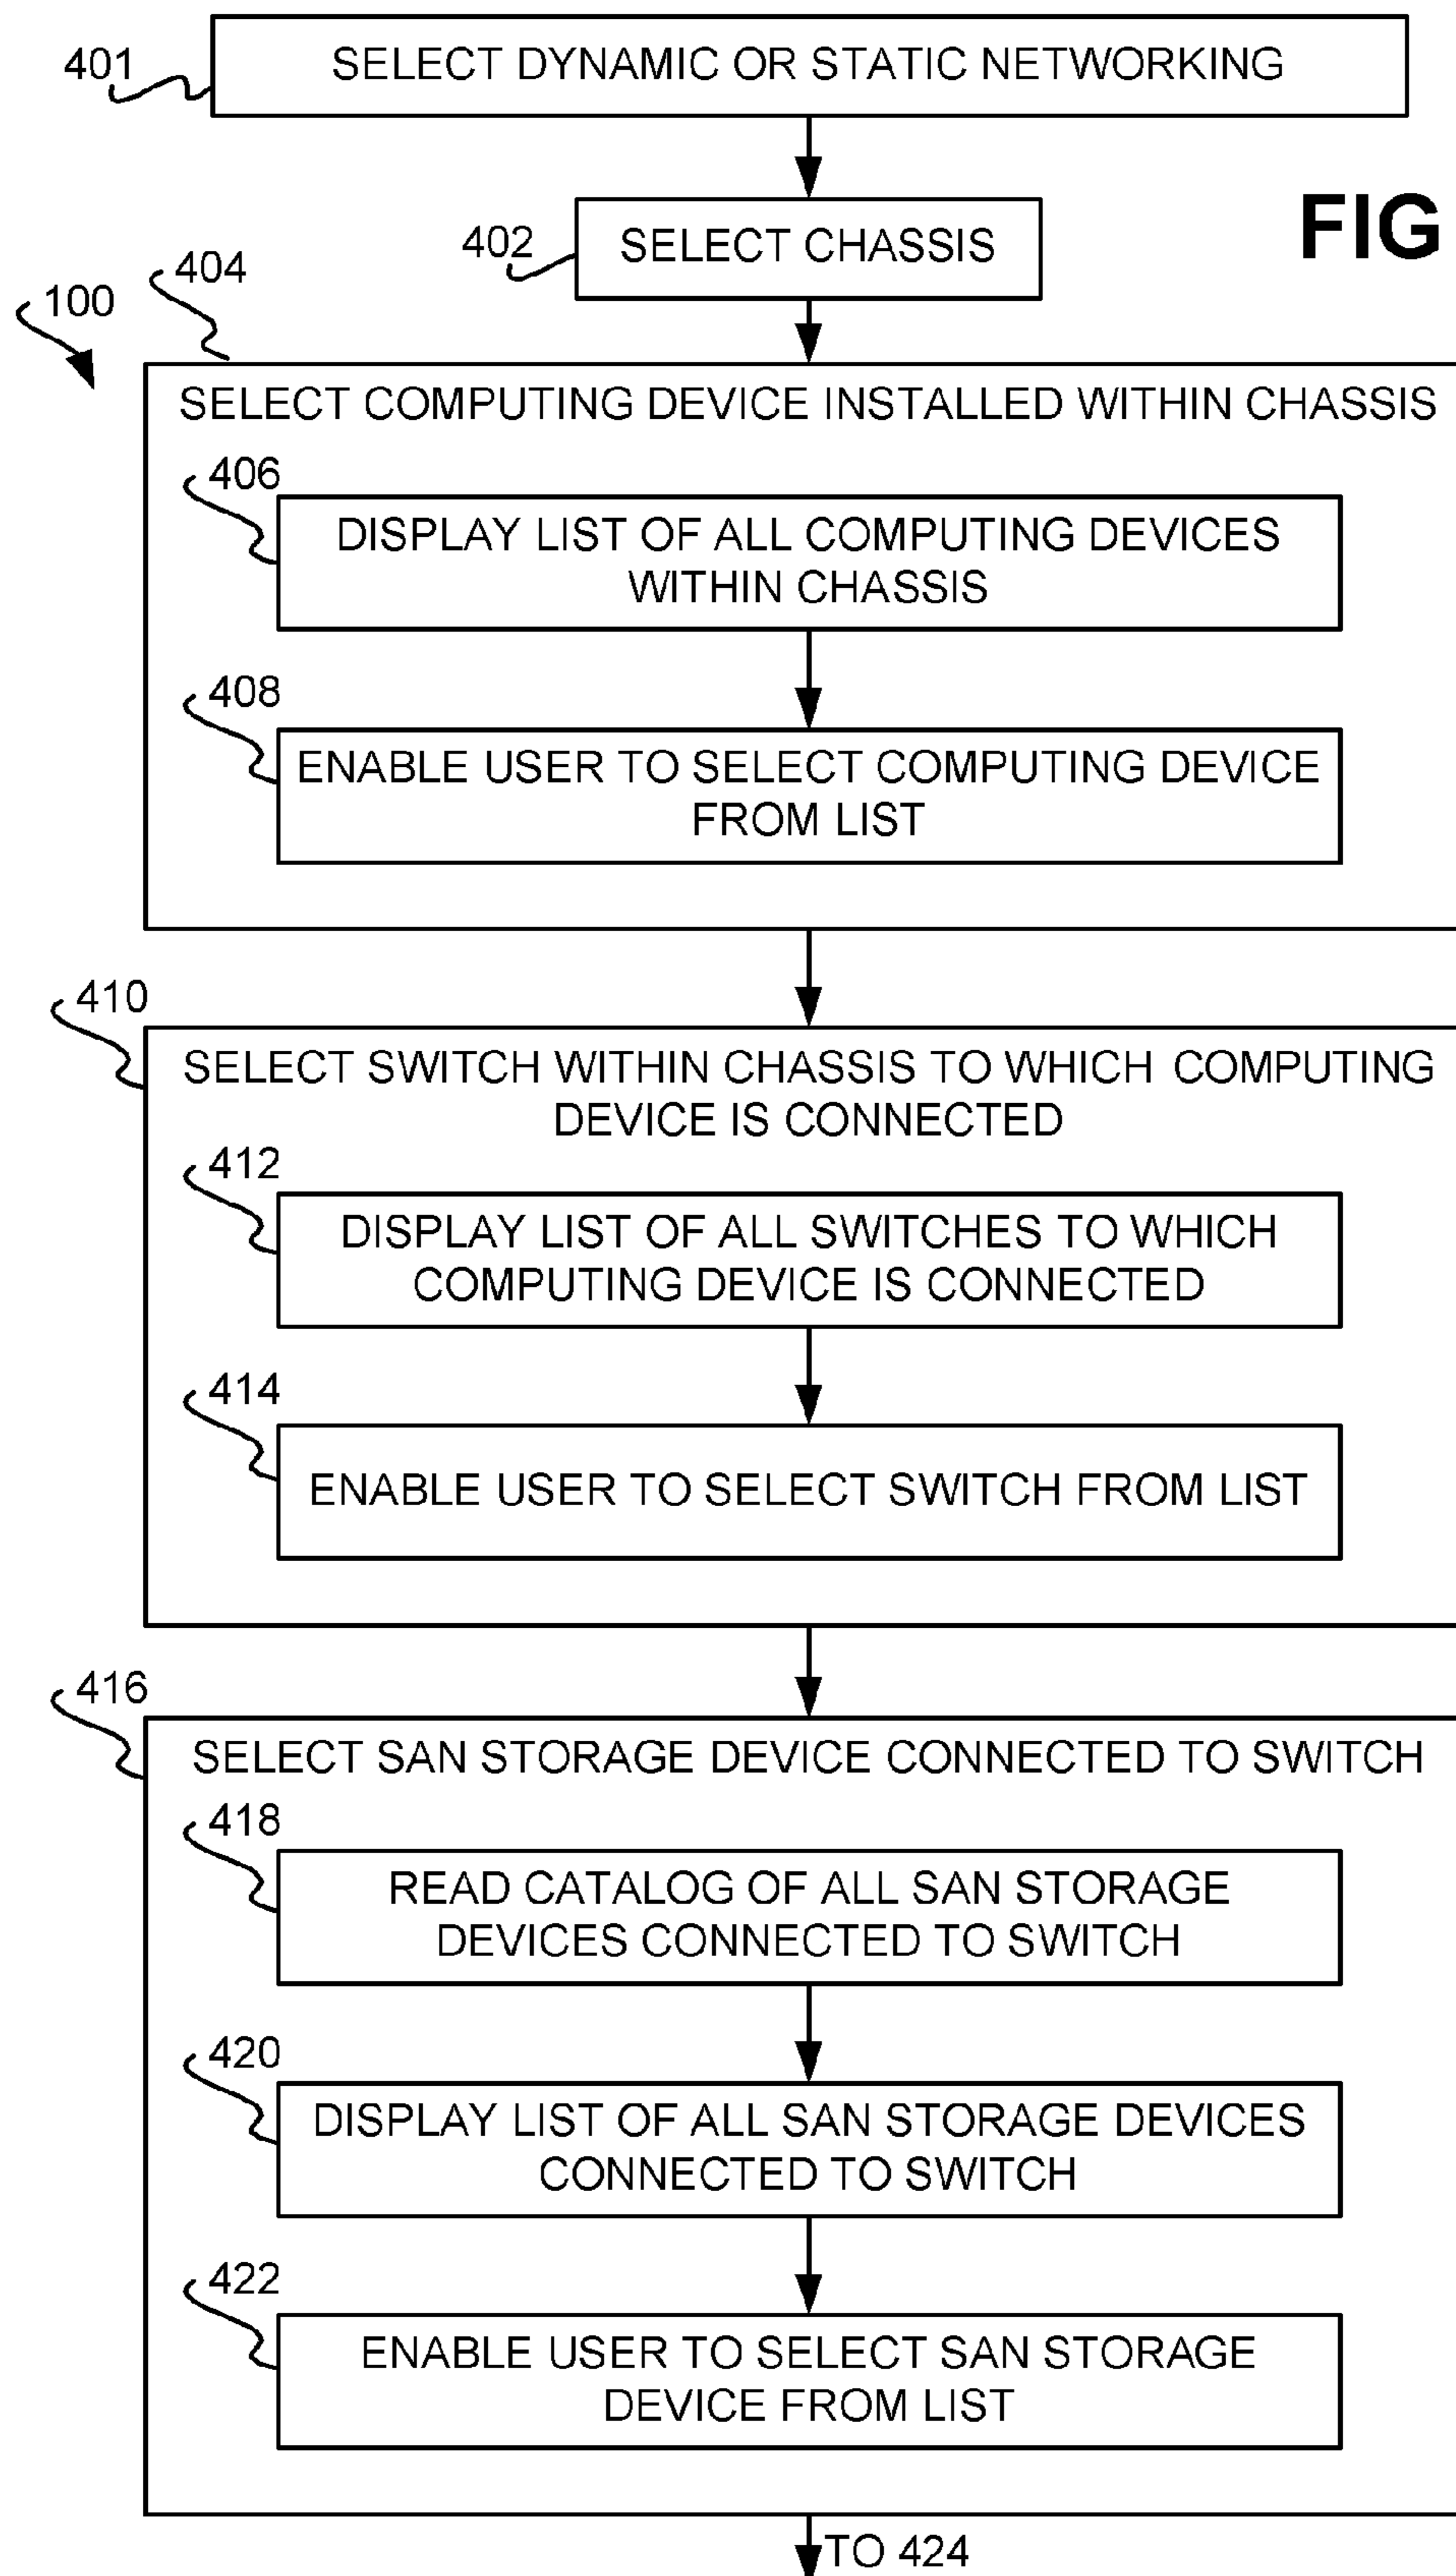 401
SELECT DYNAMIC OR STATIC NETWORKING
FIG
402
SELECT CHASSIS
404
100
SELECT COMPUTING DEVICE INSTALLED WITHIN CHASSIS
406
DISPLAY LIST OF ALL COMPUTING DEVICES
WITHIN CHASSIS
408
ENABLE USER TO SELECT COMPUTING DEVICE
FROM LIST
410
SELECT SWITCH WITHIN CHASSIS TO WHICH COMPUTING
DEVICE IS CONNECTED
412
DISPLAY LIST OF ALL SWITCHES TO WHICH
COMPUTING DEVICE IS CONNECTED
414
ENABLE USER TO SELECT SWITCH FROM LIST
416
SELECT SAN STORAGE DEVICE CONNECTED TO SWITCH
418
READ CATALOG OF ALL SAN STORAGE
DEVICES CONNECTED TO SWITCH
420
DISPLAY LIST OF ALL SAN STORAGE DEVICES
CONNECTED TO SWITCH
422
ENABLE USER TO SELECT SAN STORAGE
DEVICE FROM LIST
TO 424